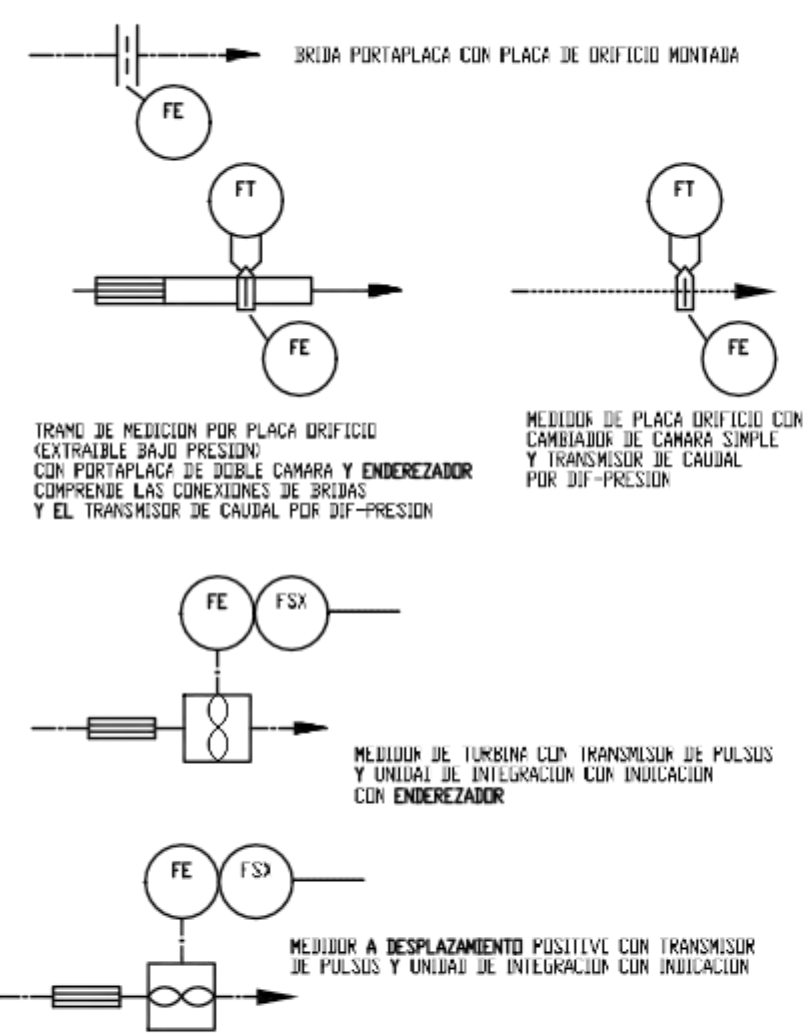 BRIDA PORTAPLACA CON PLACA DE ORIFICIO MONTADA
FE
FT
FE
TRAMO DE MEDICION POR PLACA ORIFICIO
(EXTRAIBLE BAJO PRESION)
CON PORTAPLACA DE DOBLE CAMARA Y ENDEREZADOR
COMPRENDE LAS CONEXIONES DE BRIDAS
Y EL TRANSMISOR DE CAUDAL POR DIF-PRESION
FT
FE
MEDIDOR DE PLACA ORIFICIO CON
CAMBIADOR DE CAMARA SIMPLE
Y TRANSMISOR DE CAUDAL
POR DIF-PRESION
FE FSX
MEDIDOR DE TURBINA CON TRANSMISOR DE PULSOS
Y UNIDAD DE INTEGRACION CON INDICACION
CON ENDEREZADOR
FE FSX
MEDIDOR A DESPLAZAMIENTO POSITIVE CON TRANSMISOR
DE PULSOS Y UNIDAD DE INTEGRACION CON INDICACION